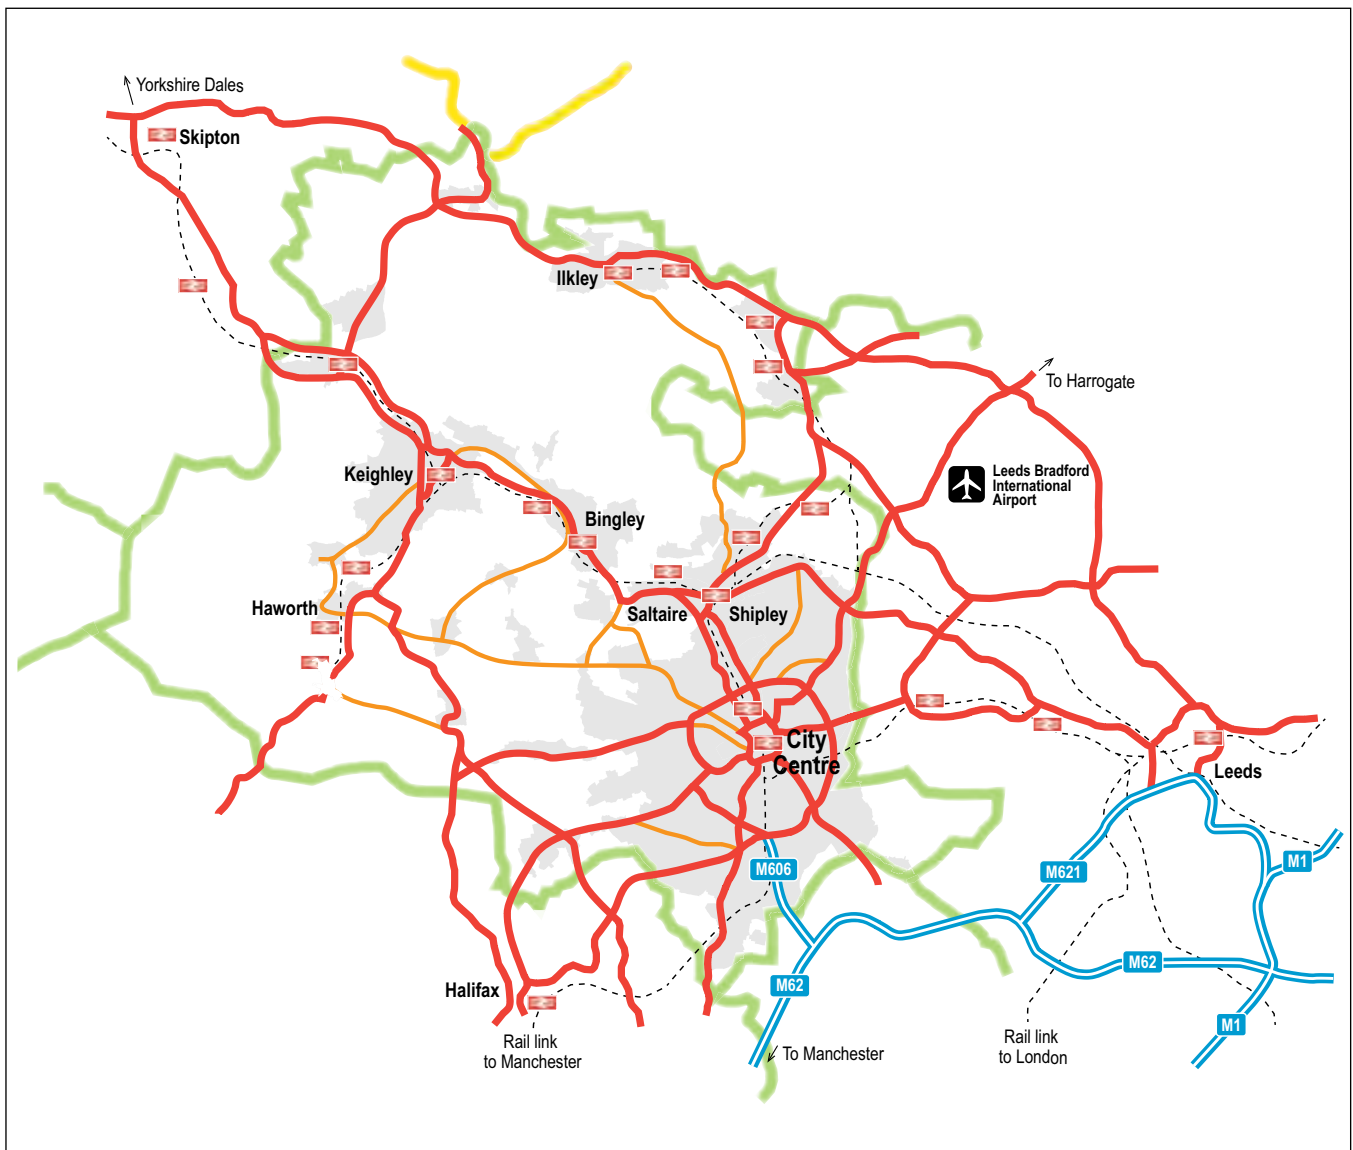 Yorkshire Dales
Skipton
Ilkley
To Harrogate
Leeds Bradford
International
Airport
Keighley
Bingley
Haworth
Saltaire
Shipley
City
Centre
Leeds
M606
M621
M1
M62
M62
M1
Halifax
Rail link
to Manchester
To Manchester
Rail link
to London